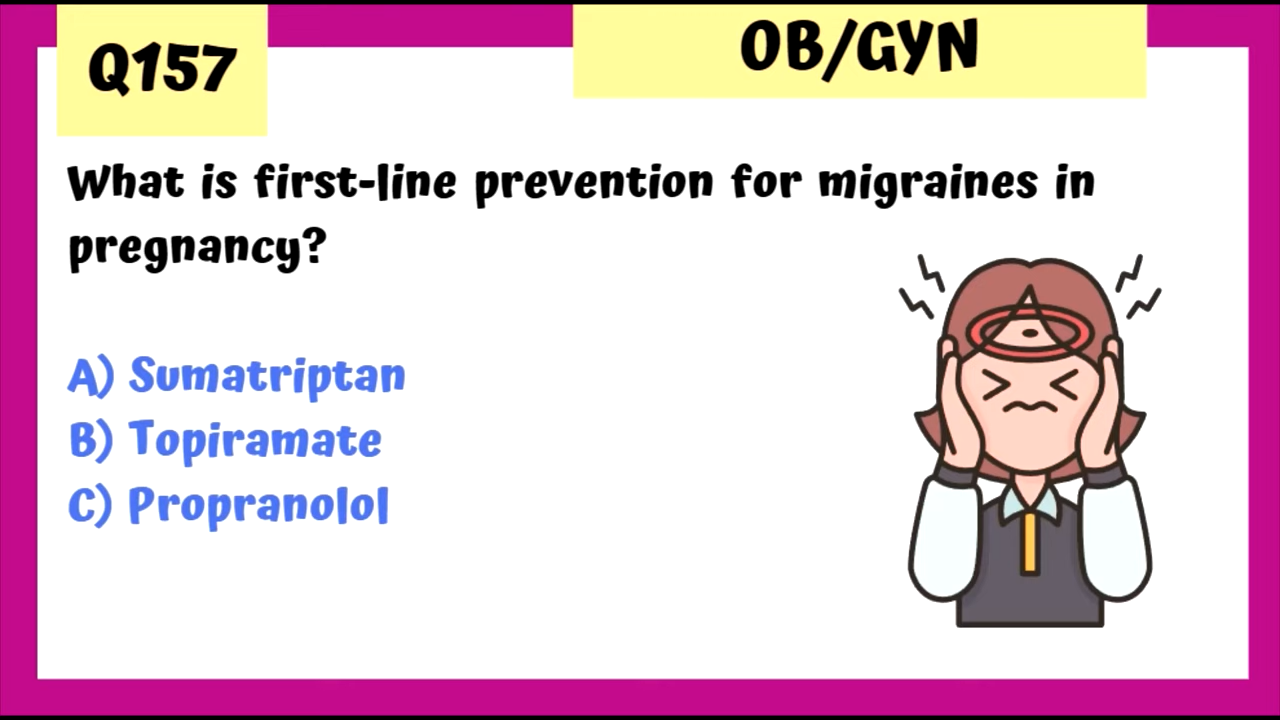 Q157
OB/GYN
What is first-line prevention for migraines in
pregnancy?
A) Sumatriptan
B) Topiramate
C) Propranolol